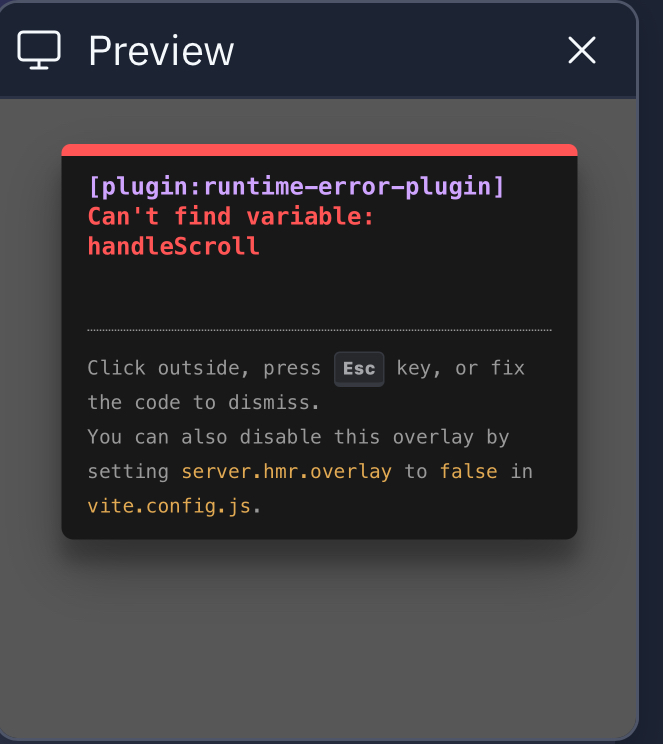 Preview
[plugin:runtime-error-plugin]
Can't find variable:
handleScroll
Click outside, press Esc key, or fix
the code to dismiss.
You can also disable this overlay by
setting server.hmr.overlay to false in
vite.config.js.